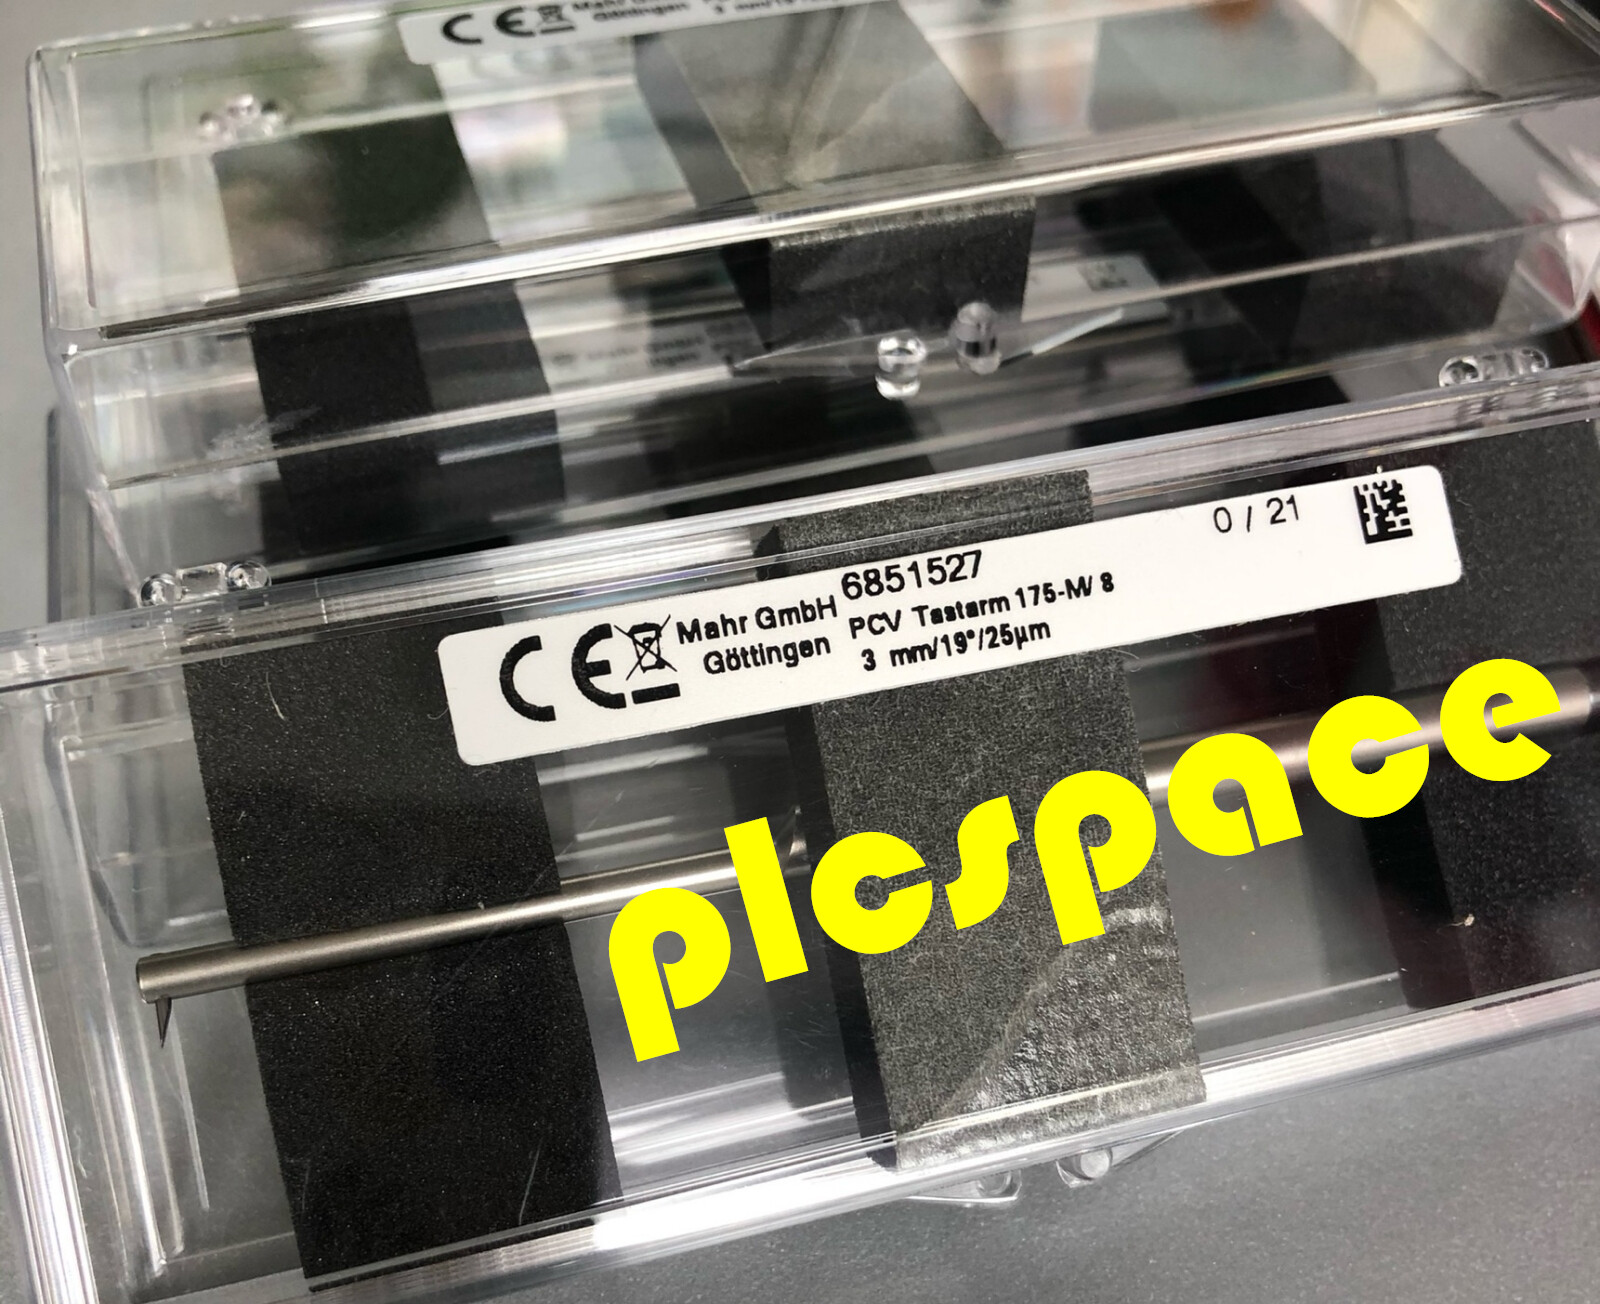 CE Mahr GmbH
Göttingen
6851527
PCV Tastarm 175-M/ 8
3 mm/19°/25µm
0 / 21
plcspace